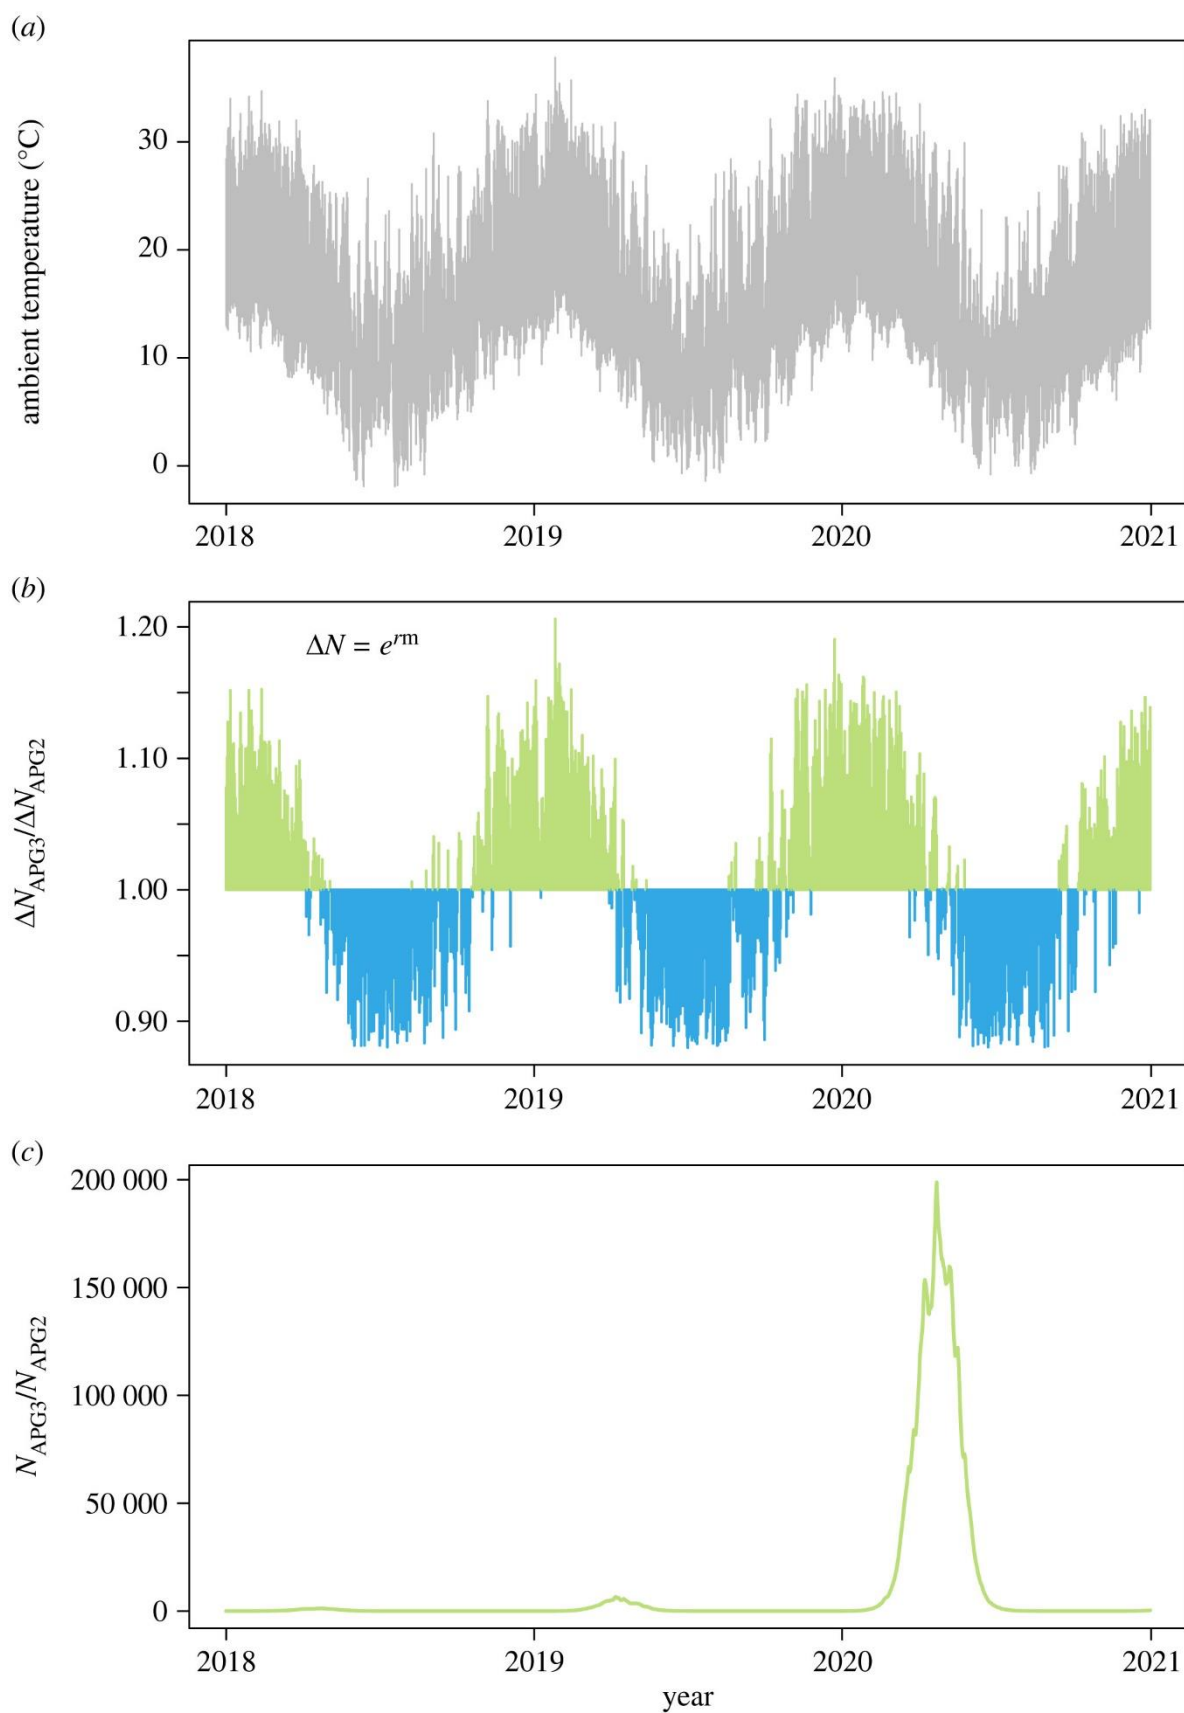 (a)
ambient temperature (°C)
30
20
10
0
2018 2019 2020 2021
(b)
ΔN = e^rm
ΔN_APG3/ΔN_APG2
1.20
1.10
1.00
0.90
2018 2019 2020 2021
(c)
N_APG3/N_APG2
200 000
150 000
100 000
50 000
0
2018 2019 2020 2021
year